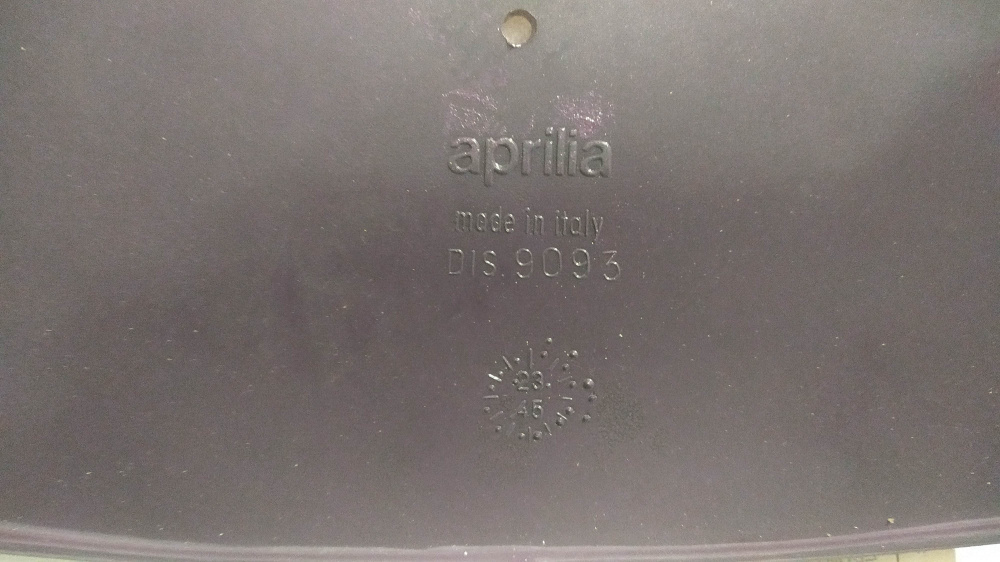 aprilia
made in italy
DIS. 9093
23.
45